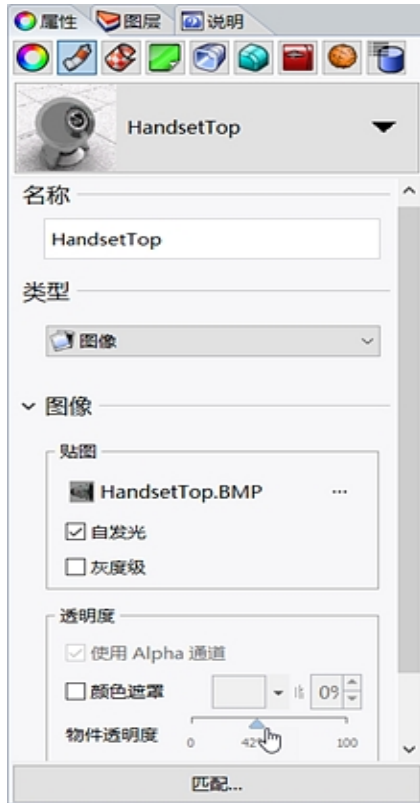 属性 图层 说明
HandsetTop
名称
HandsetTop
类型
图像
图像
贴图
HandsetTop.BMP ...
自发光
灰度级
透明度
使用 Alpha 通道
颜色遮罩
物件透明度 0 42% 100
匹配...